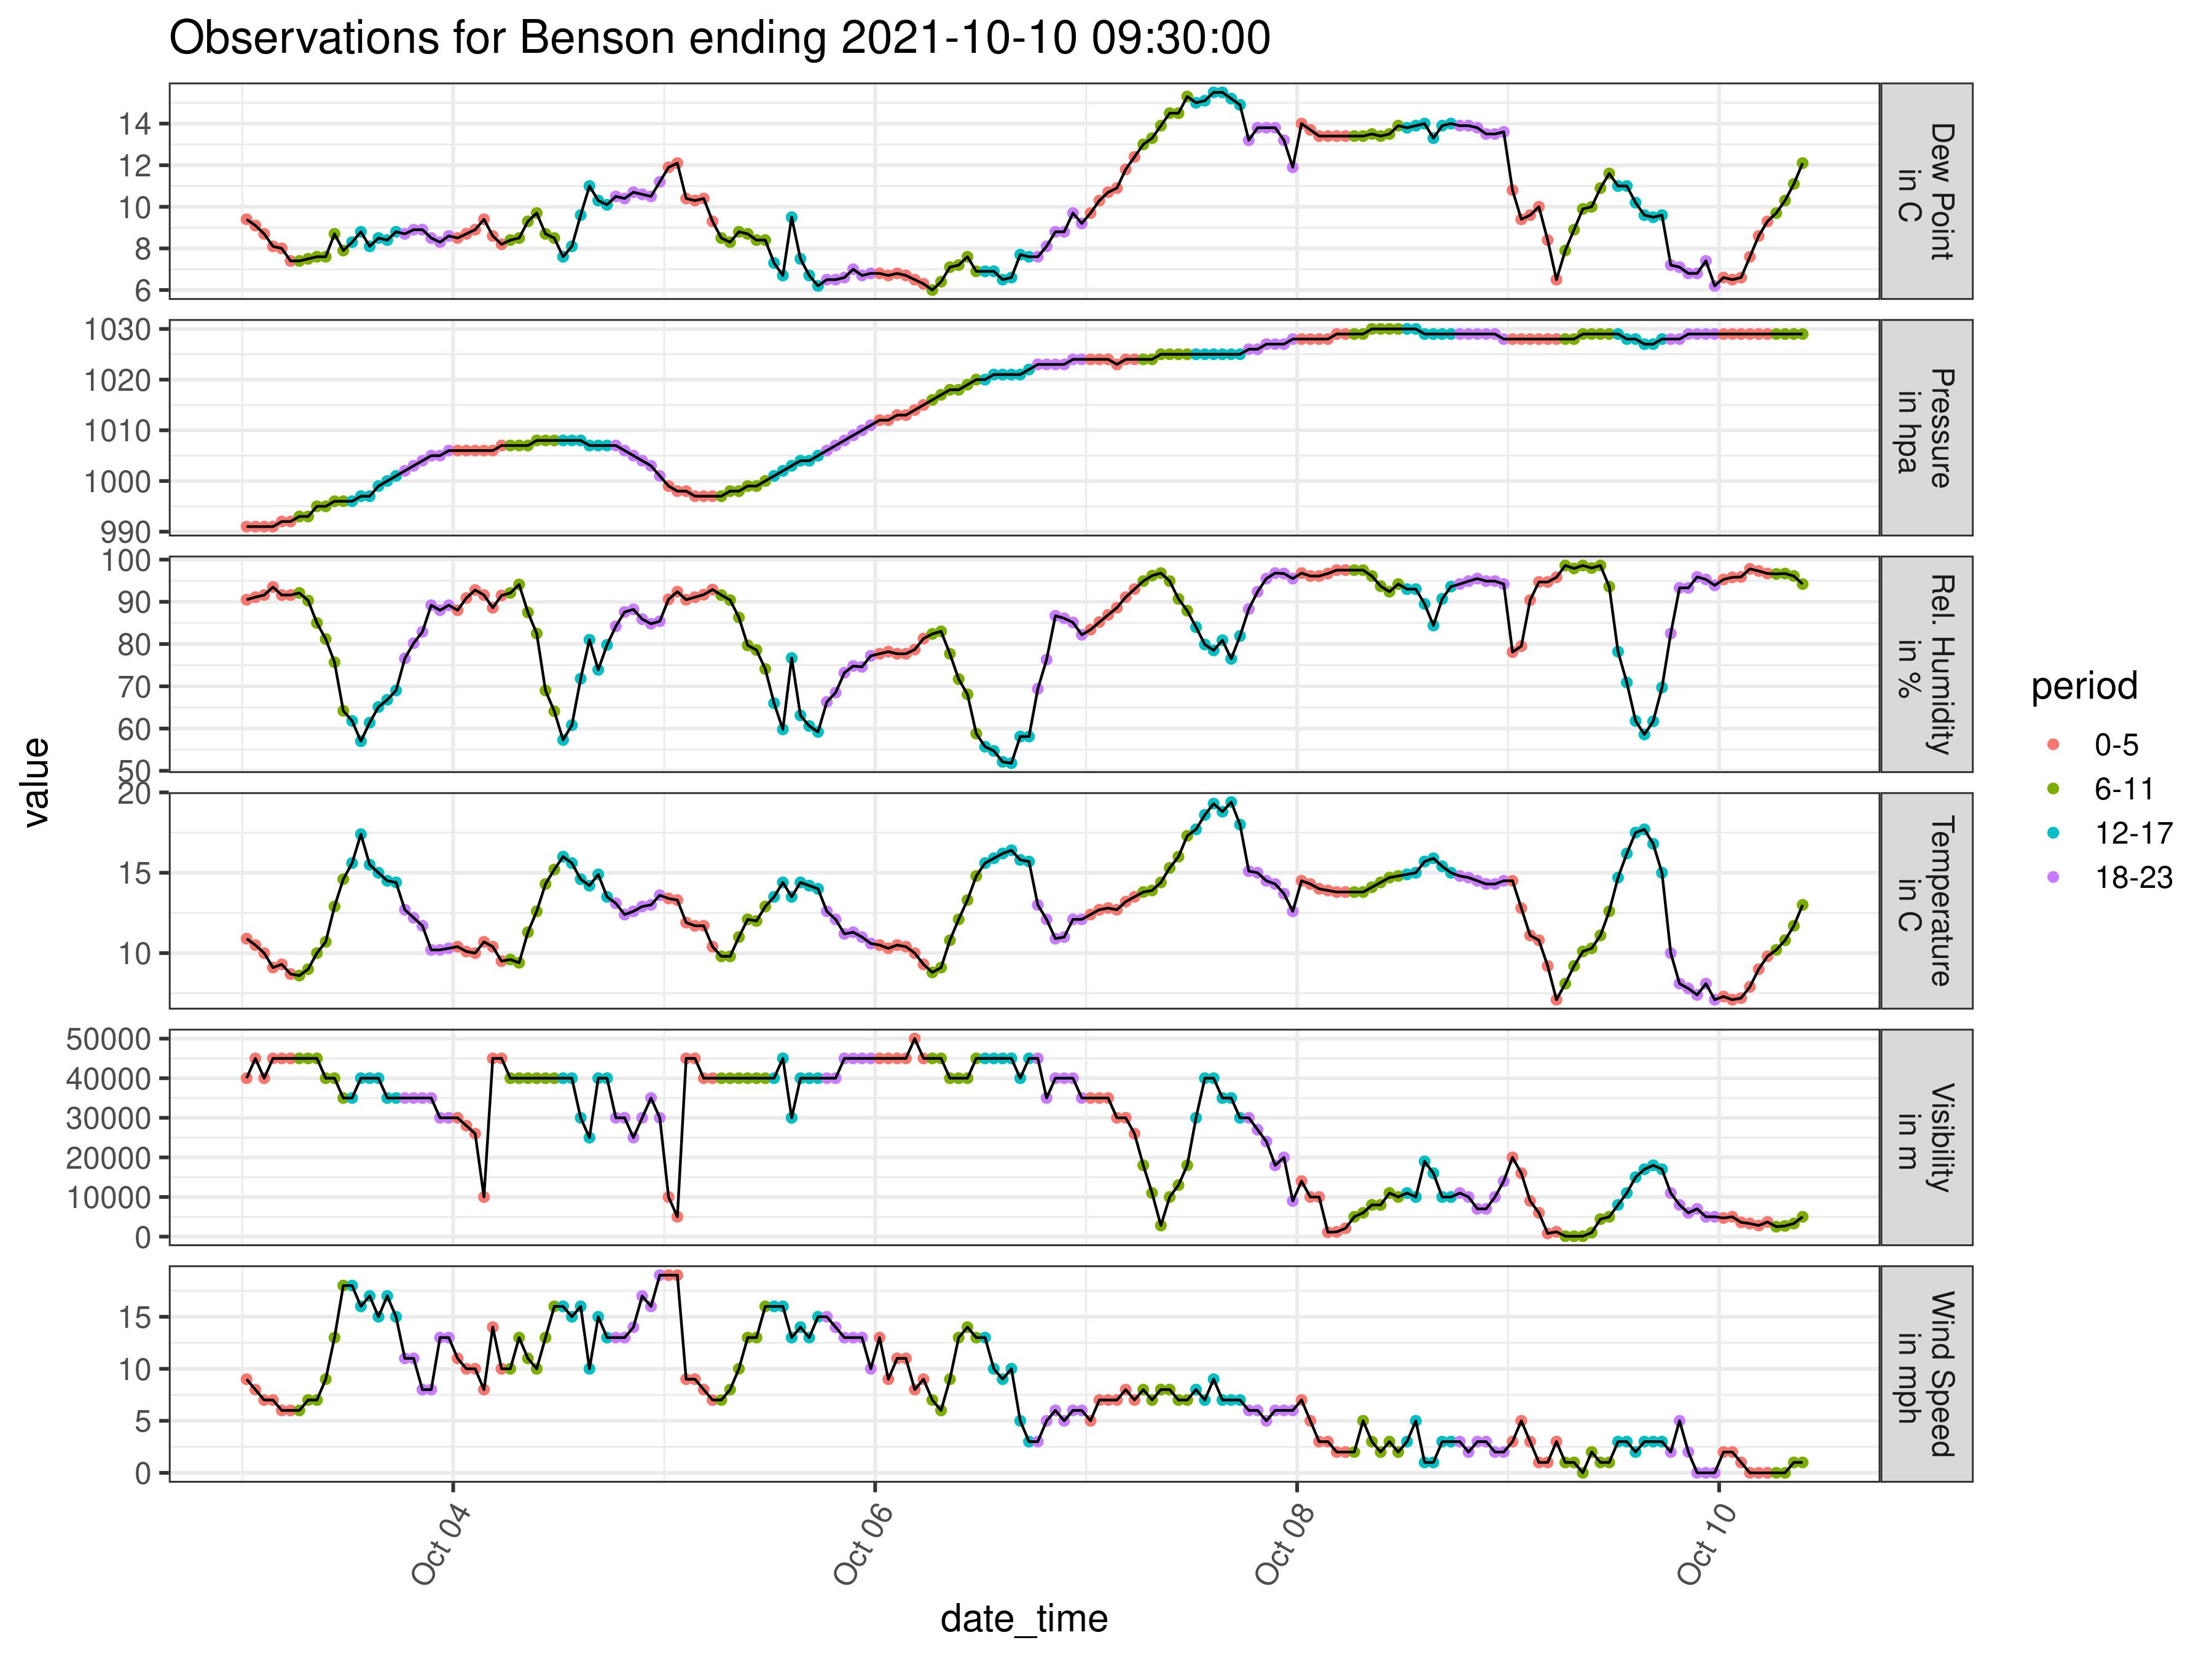 Observations for Benson ending 2021-10-10 09:30:00
value
14
12
10
8
6
Dew Point
in C
1030
1020
1010
1000
990
Pressure
in hpa
100
90
80
70
60
50
Rel. Humidity
in %
20
15
10
Temperature
in C
50000
40000
30000
20000
10000
0
Visibility
in m
15
10
5
0
Wind Speed
in mph
Oct 04
Oct 06
Oct 08
Oct 10
date_time
period
0-5
6-11
12-17
18-23